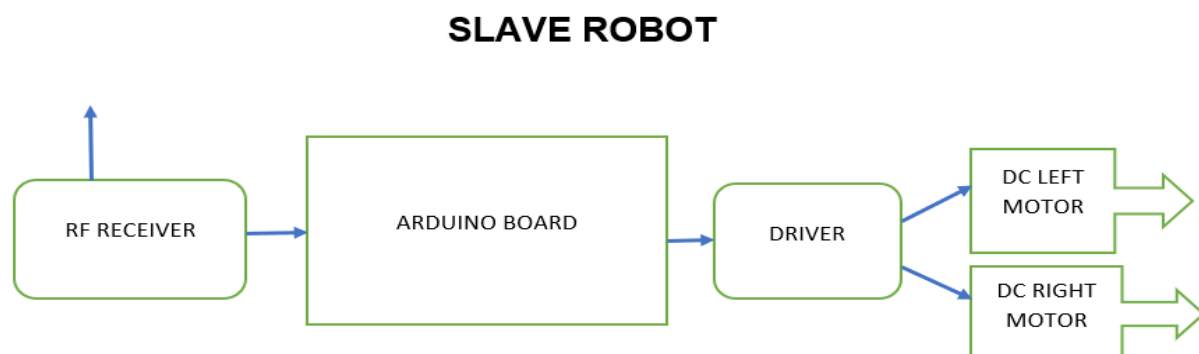 SLAVE ROBOT
RF RECEIVER
ARDUINO BOARD
DRIVER
DC LEFT
MOTOR
DC RIGHT
MOTOR